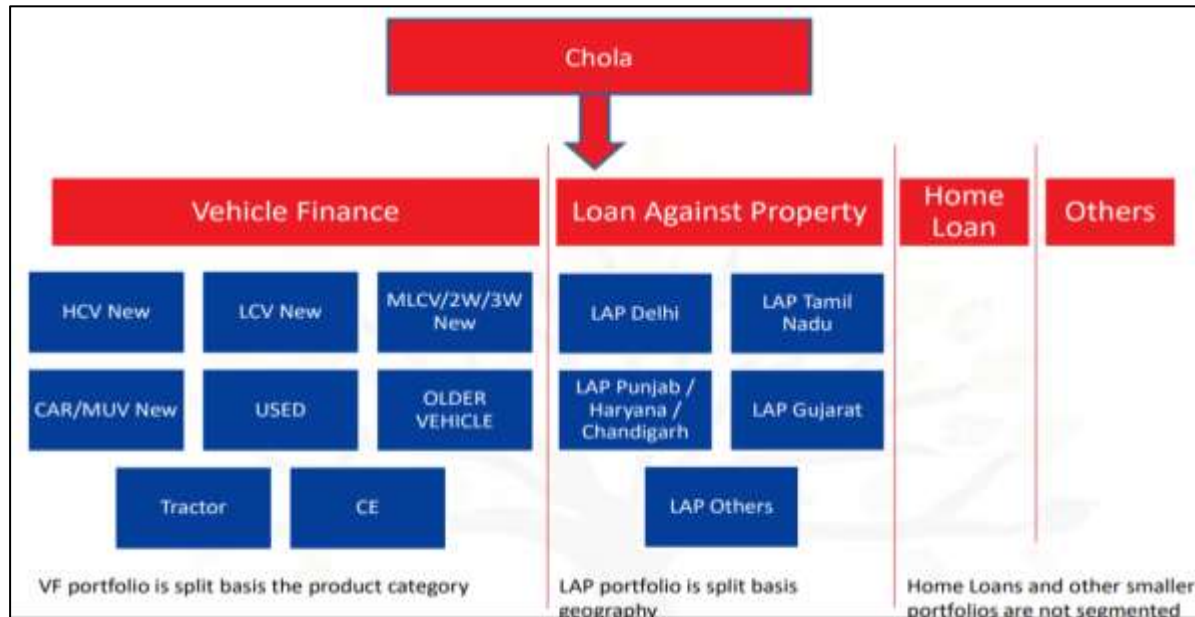 Chola
Vehicle Finance
Loan Against Property
Home
Loan
Others
HCV New
LCV New
MLCV/2W/3W
New
CAR/MUV New
USED
OLDER
VEHICLE
Tractor
CE
VF portfolio is split basis the product category
LAP Delhi
LAP Tamil
Nadu
LAP Punjab /
Haryana /
Chandigarh
LAP Gujarat
LAP Others
LAP portfolio is split basis
geography
Home Loans and other smaller
portfolios are not segmented